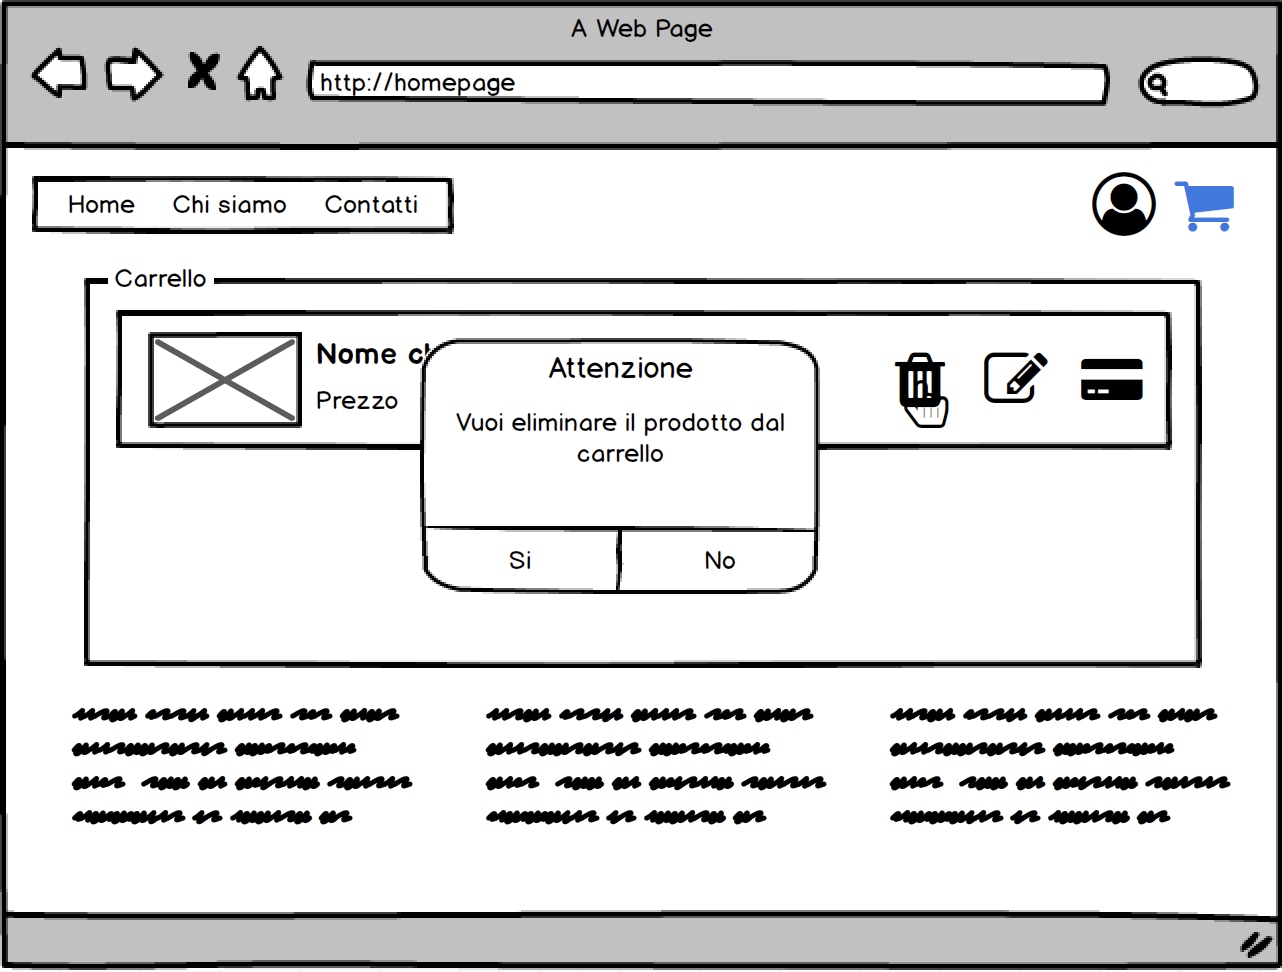 A Web Page
http://homepage
Home Chi siamo Contatti
Carrello
Nome
Prezzo
Attenzione
Vuoi eliminare il prodotto dal
carrello
Si No